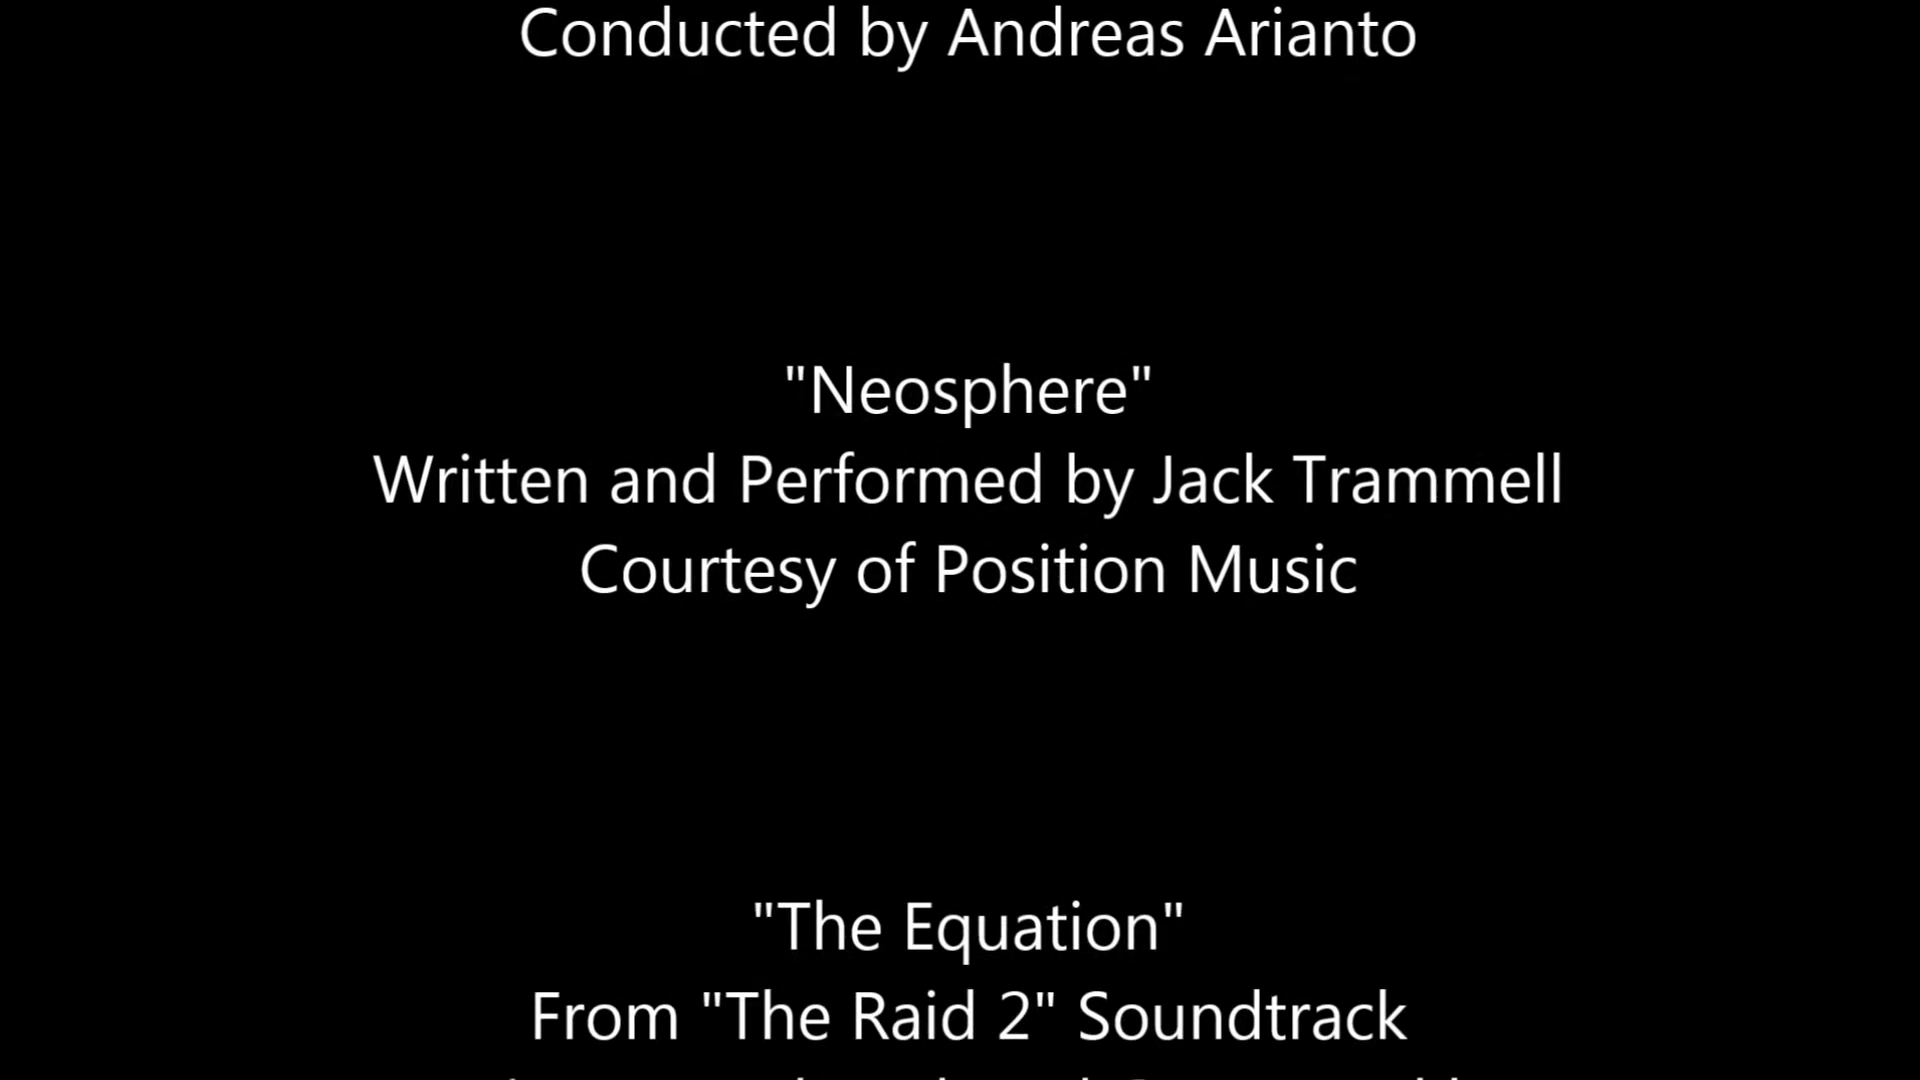 Conducted by Andreas Arianto
"Neosphere"
Written and Performed by Jack Trammell
Courtesy of Position Music
"The Equation"
From "The Raid 2" Soundtrack